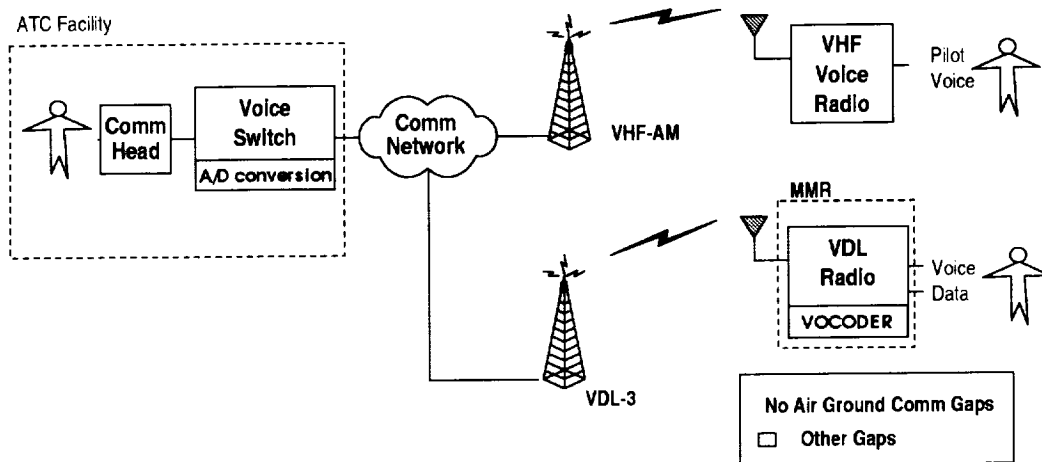 ATC Facility
Comm
Head
Voice
Switch
A/D conversion
Comm
Network
VHF-AM
VHF
Voice
Radio
Pilot
Voice
MMR
VDL
Radio
VOCODER
Voice
Data
VDL-3
No Air Ground Comm Gaps
Other Gaps